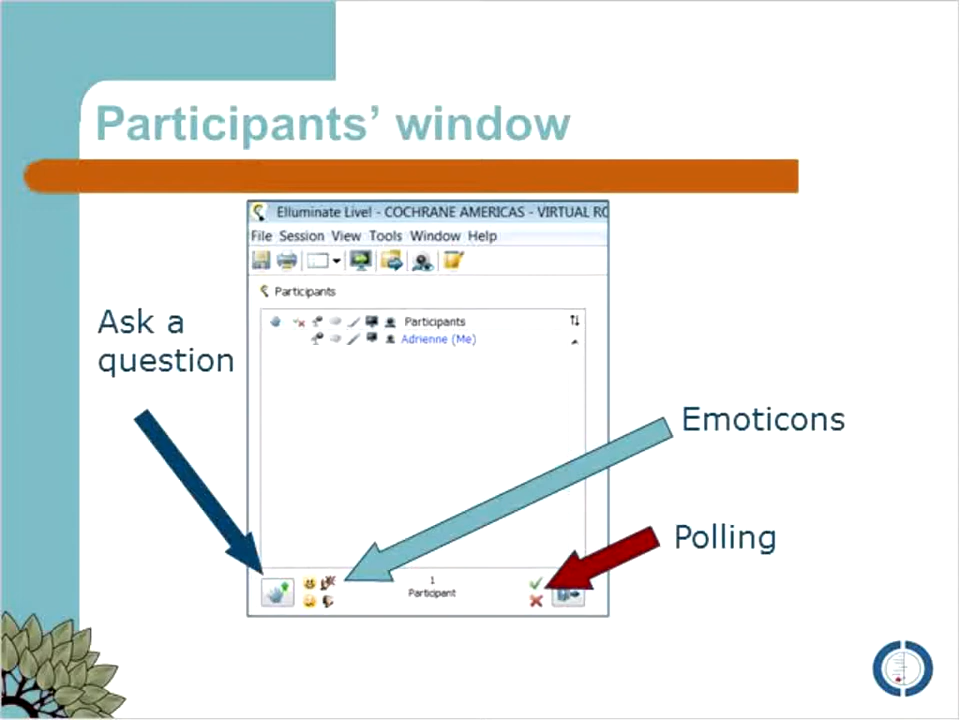 Participants’ window
Elluminate Live! - COCHRANE AMERICAS - VIRTUAL RO
File Session View Tools Window Help
Participants
Participants
Adrienne (Me)
Ask a
question
Emoticons
Polling
1
Participant